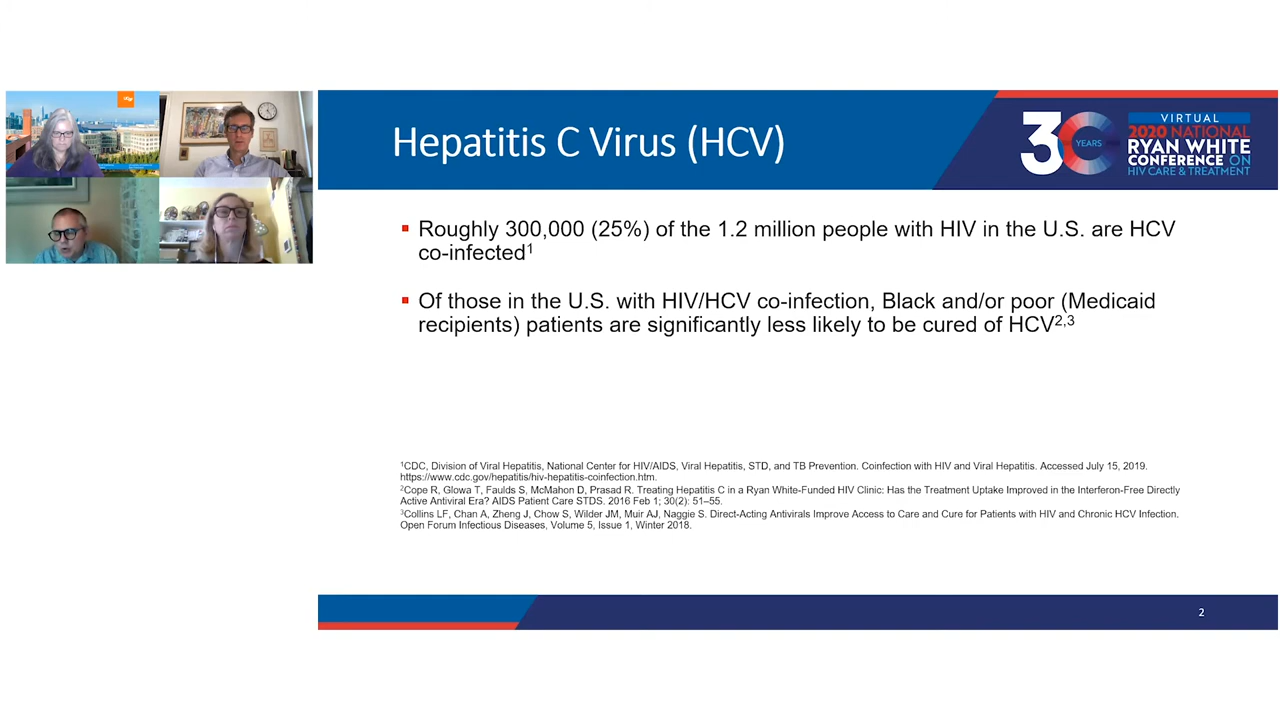 Hepatitis C Virus (HCV)
30
YEARS
VIRTUAL
2020 NATIONAL
RYAN WHITE
CONFERENCE ON
HIV CARE & TREATMENT
Roughly 300,000 (25%) of the 1.2 million people with HIV in the U.S. are HCV
co-infected1
Of those in the U.S. with HIV/HCV co-infection, Black and/or poor (Medicaid
recipients) patients are significantly less likely to be cured of HCV2,3
1CDC, Division of Viral Hepatitis, National Center for HIV/AIDS, Viral Hepatitis, STD, and TB Prevention. Coinfection with HIV and Viral Hepatitis. Accessed July 15, 2019.
https://www.cdc.gov/hepatitis/hiv-hepatitis-coinfection.htm.
2Cope R, Glowa T, Faulds S, McMahon D, Prasad R. Treating Hepatitis C in a Ryan White-Funded HIV Clinic: Has the Treatment Uptake Improved in the Interferon-Free Directly
Active Antiviral Era? AIDS Patient Care STDS. 2016 Feb 1; 30(2): 51–55.
3Collins LF, Chan A, Zheng J, Chow S, Wilder JM, Muir AJ, Naggie S. Direct-Acting Antivirals Improve Access to Care and Cure for Patients with HIV and Chronic HCV Infection.
Open Forum Infectious Diseases, Volume 5, Issue 1, Winter 2018.
2